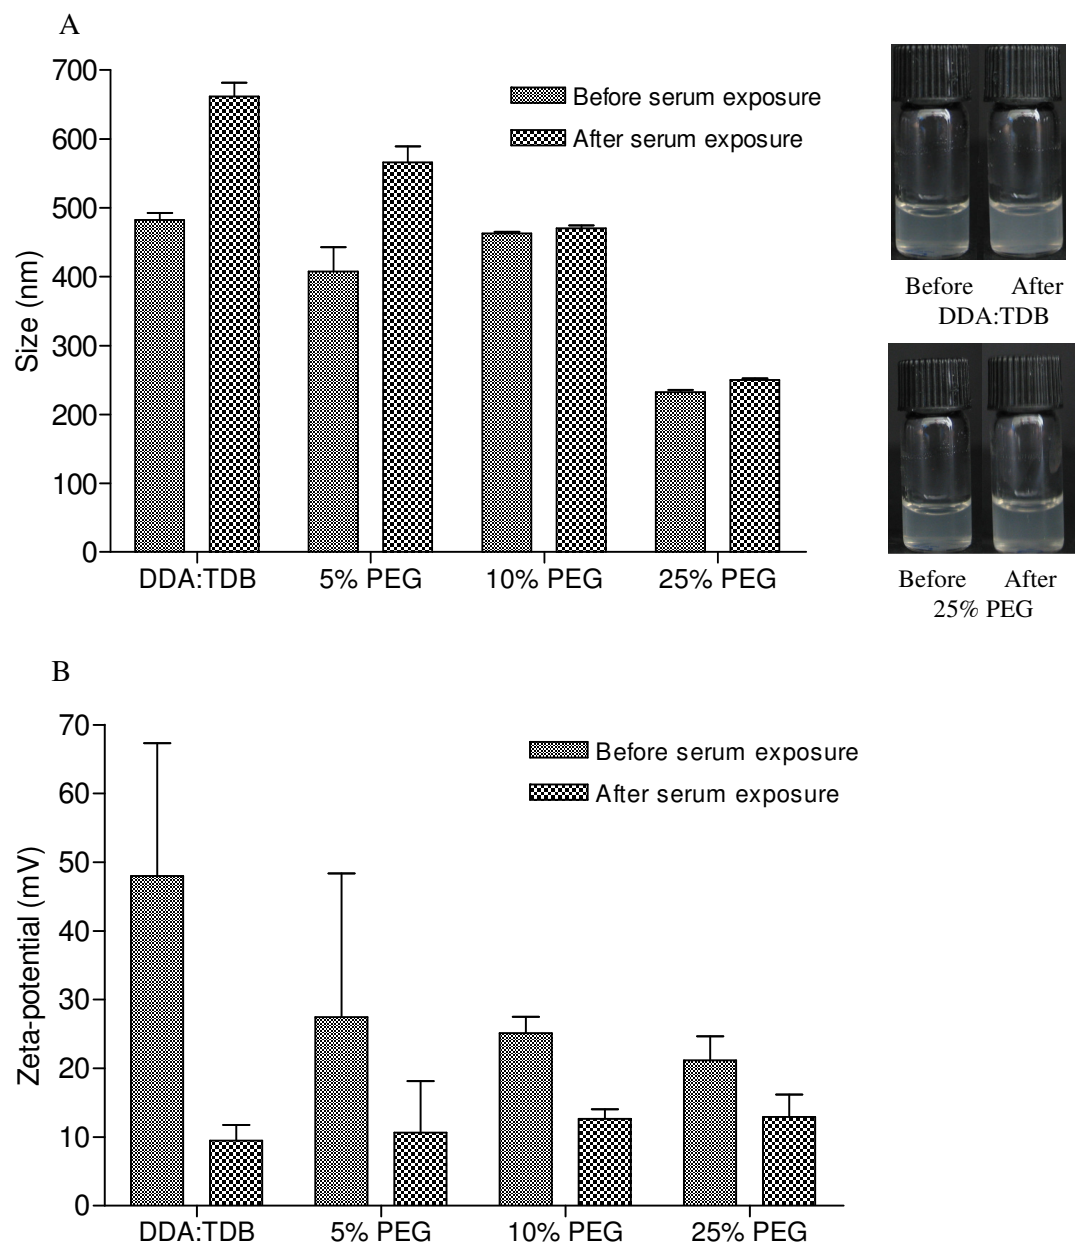 A
700
600
500
400
300
200
100
0
Size (nm)
Before serum exposure
After serum exposure
DDA:TDB 5% PEG 10% PEG 25% PEG
Before After
DDA:TDB
Before After
25% PEG
B
70
60
50
40
30
20
10
0
Zeta-potential (mV)
Before serum exposure
After serum exposure
DDA:TDB 5% PEG 10% PEG 25% PEG